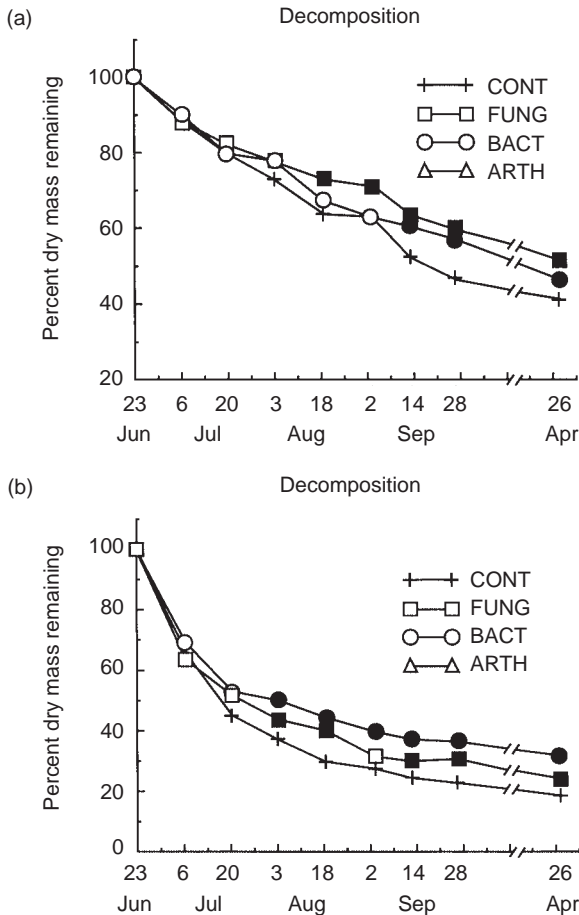 (a)
Decomposition
Percent dry mass remaining
100
80
60
40
20
CONT
FUNG
BACT
ARTH
23 6 20 3 18 2 14 28 26
Jun Jul Aug Sep Apr
(b)
Decomposition
Percent dry mass remaining
100
80
60
40
20
0
CONT
FUNG
BACT
ARTH
23 6 20 3 18 2 14 28 26
Jun Jul Aug Sep Apr